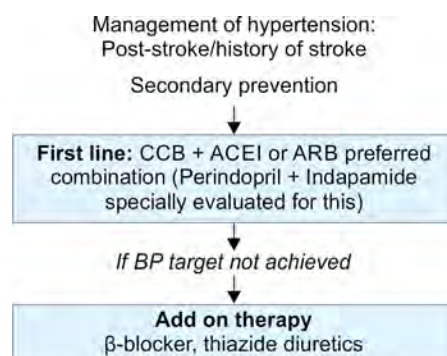 Management of hypertension:
Post-stroke/history of stroke
Secondary prevention
First line: CCB + ACEI or ARB preferred
combination (Perindopril + Indapamide
specially evaluated for this)
If BP target not achieved
Add on therapy
β-blocker, thiazide diuretics